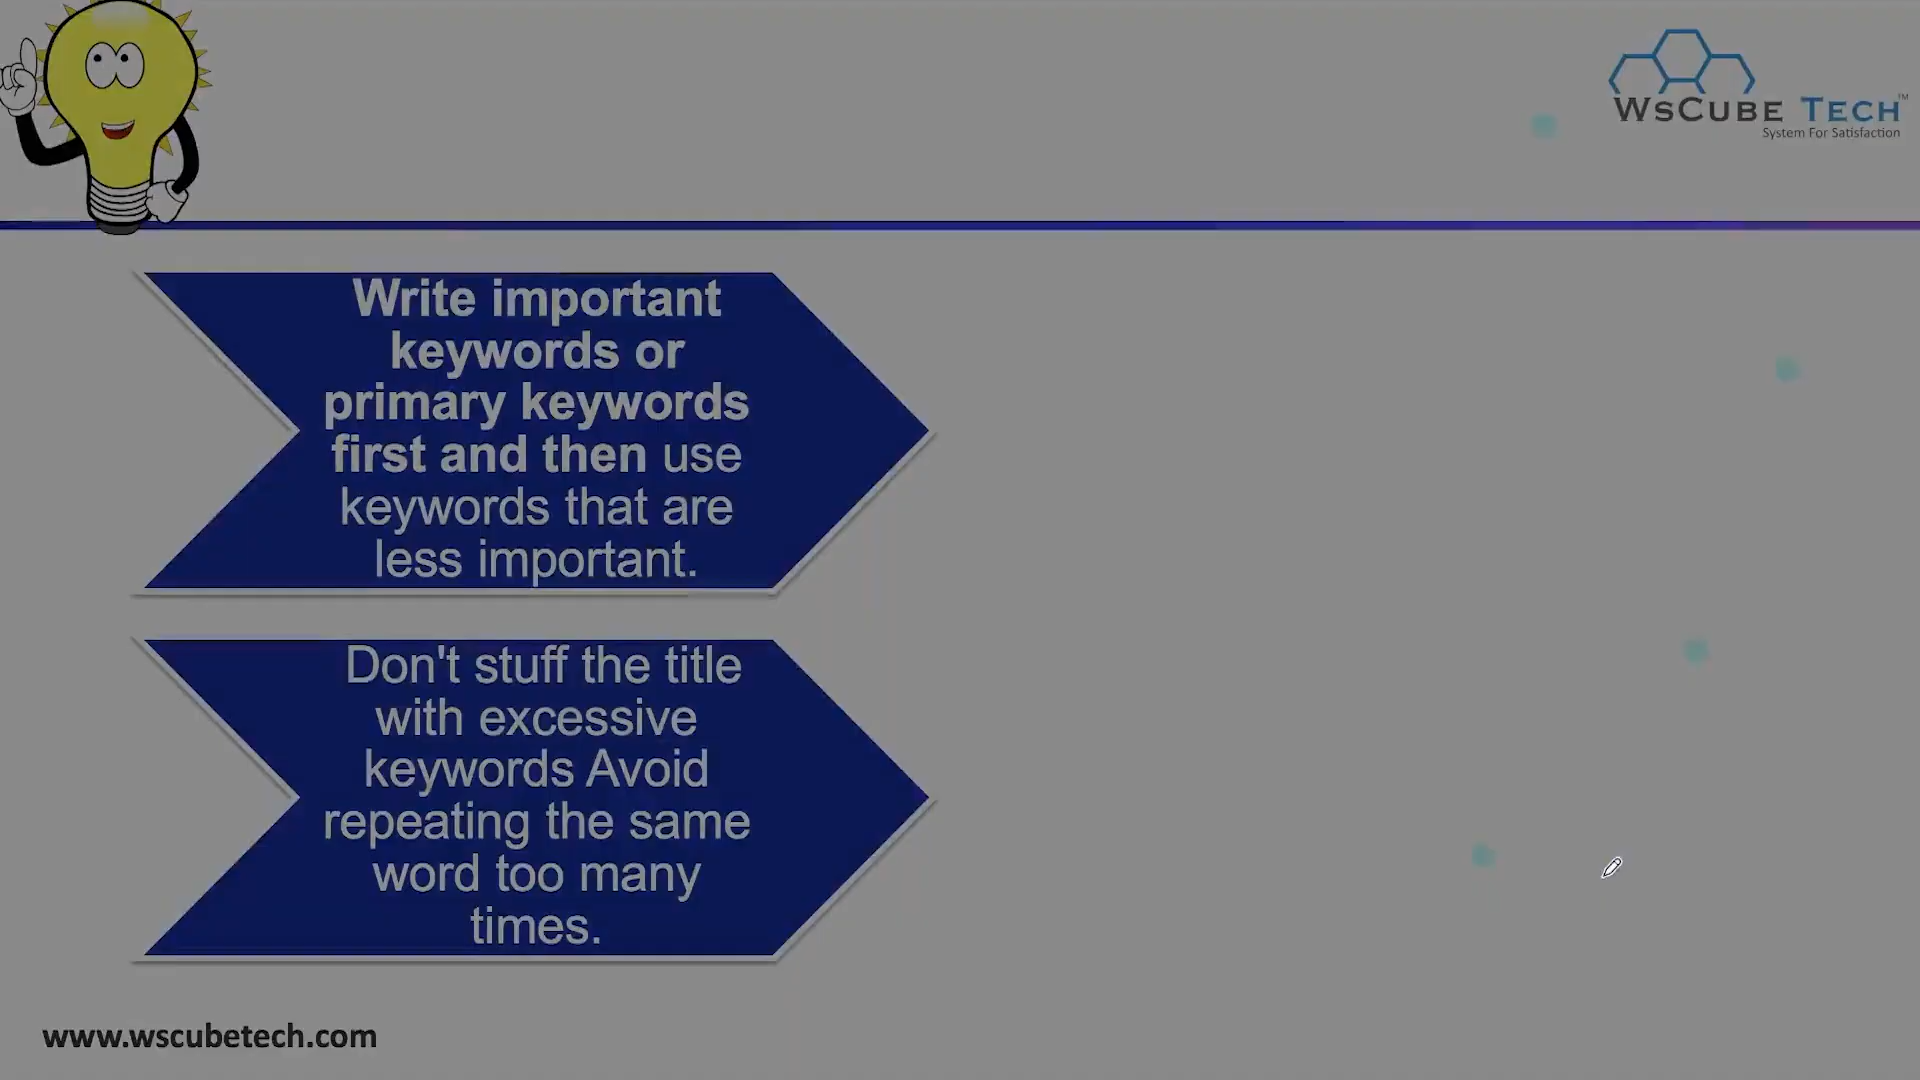 WsCube Tech™
System For Satisfaction
Write important
keywords or
primary keywords
first and then use
keywords that are
less important.
Don't stuff the title
with excessive
keywords Avoid
repeating the same
word too many
times.
www.wscubetech.com